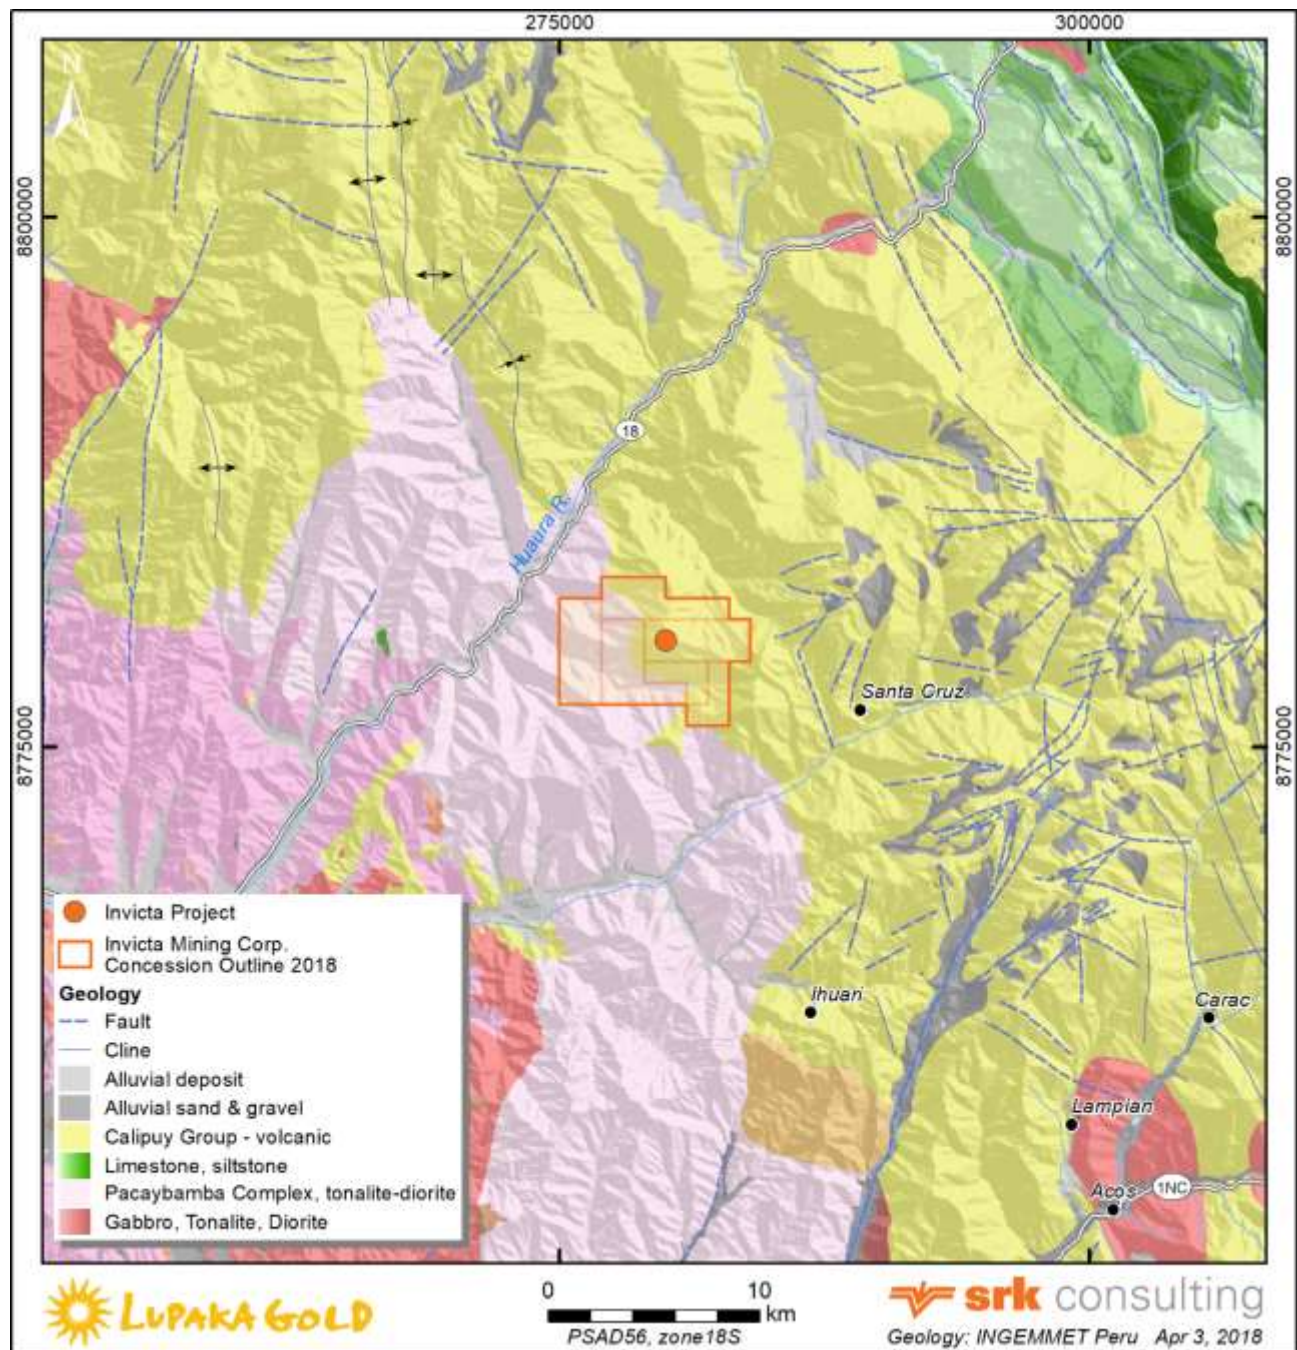 275000 300000
N
8800000 8800000
18
Huaura R.
Santa Cruz
8775000 8775000
Invicta Project
Invicta Mining Corp.
Concession Outline 2018
Geology
Fault
Cline
Alluvial deposit
Alluvial sand & gravel
Calipuy Group - volcanic
Limestone, siltstone
Pacaybamba Complex, tonalite-diorite
Gabbro, Tonalite, Diorite
Ihuari
Carac
Lampian
Acos
1NC
LUPAKA GOLD
0 10
km
PSAD56, zone18S
srk consulting
Geology: INGEMMET Peru Apr 3, 2018